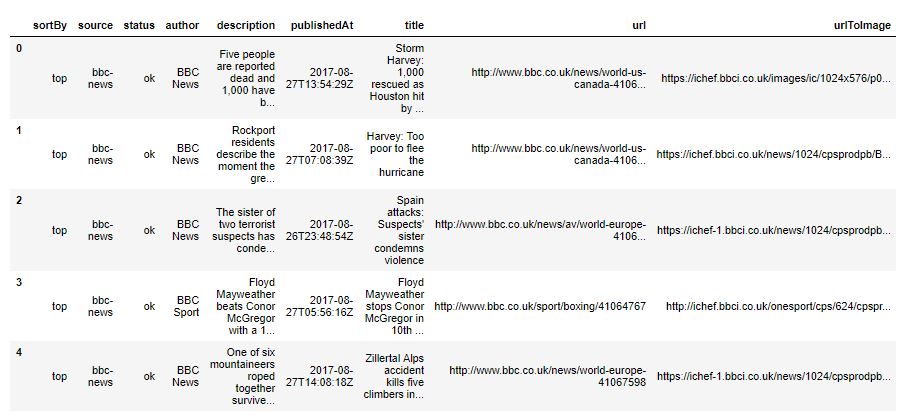 sortBy source status author description publishedAt title url urlToImage
0
top bbc-news ok BBC News Five people are reported dead and 1,000 have b... 2017-08-27T13:54:29Z Storm Harvey: 1,000 rescued as Houston hit by ... http://www.bbc.co.uk/news/world-us-canada-4106... https://ichef.bbci.co.uk/images/ic/1024x576/p0...
1
top bbc-news ok BBC News Rockport residents describe the moment the gre... 2017-08-27T07:08:39Z Harvey: Too poor to flee the hurricane http://www.bbc.co.uk/news/world-us-canada-4106... https://ichef.bbci.co.uk/news/1024/cpsprodpb/B...
2
top bbc-news ok BBC News The sister of two terrorist suspects has conde... 2017-08-26T23:48:54Z Spain attacks: Suspects' sister condemns violence http://www.bbc.co.uk/news/av/world-europe-4106... https://ichef-1.bbci.co.uk/news/1024/cpsprodpb...
3
top bbc-news ok BBC Sport Floyd Mayweather beats Conor McGregor with a 1... 2017-08-27T05:56:16Z Floyd Mayweather stops Conor McGregor in 10th ... http://www.bbc.co.uk/sport/boxing/41064767 http://ichef.bbci.co.uk/onesport/cps/624/cpspr...
4
top bbc-news ok BBC News One of six mountaineers roped together survive... 2017-08-27T14:08:18Z Zillertal Alps accident kills five climbers in... http://www.bbc.co.uk/news/world-europe-41067598 https://ichef-1.bbci.co.uk/news/1024/cpsprodpb...